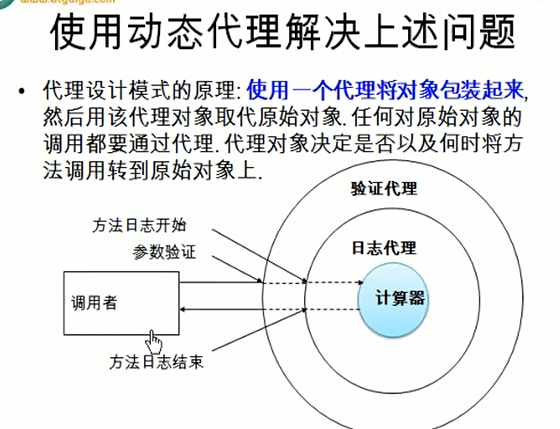 使用动态代理解决上述问题
• 代理设计模式的原理: 使用一个代理将对象包装起来,
然后用该代理对象取代原始对象. 任何对原始对象的
调用都要通过代理. 代理对象决定是否以及何时将方
法调用转到原始对象上.
验证代理
方法日志开始
日志代理
参数验证
调用者
计算器
方法日志结束